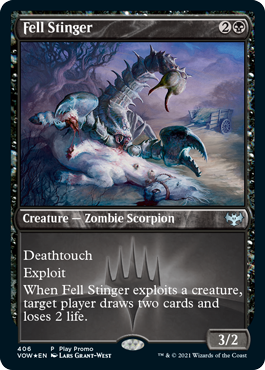 Fell Stinger 2
Creature — Zombie Scorpion
Deathtouch
Exploit
When Fell Stinger exploits a creature,
target player draws two cards and
loses 2 life.
3/2
406 P Play Promo
VOW★EN Lars Grant-West
™ & © 2021 Wizards of the Coast